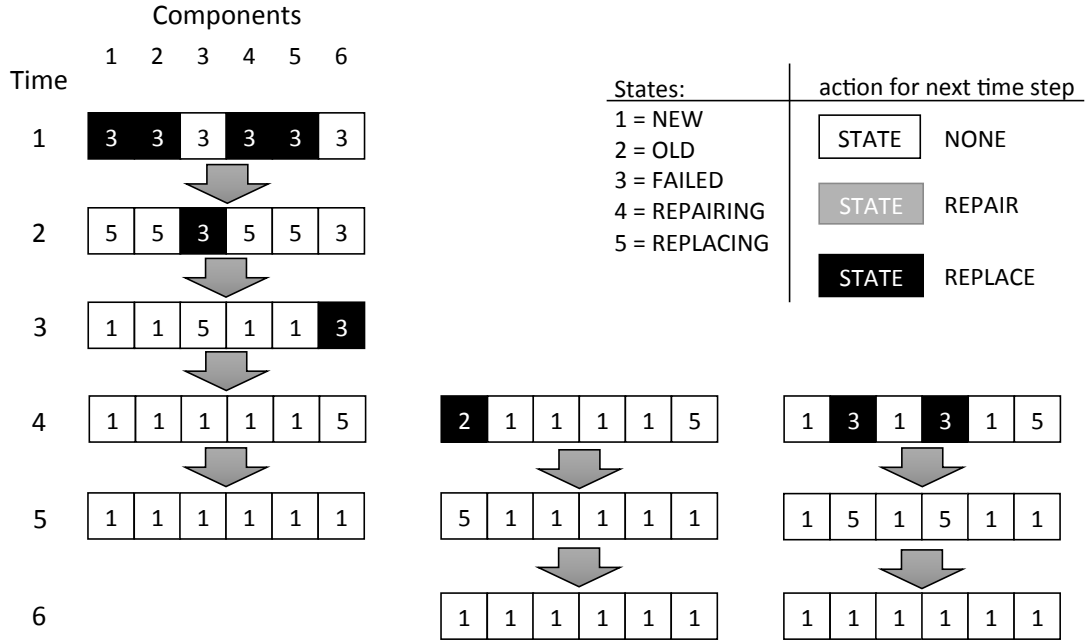 Components
1 2 3 4 5 6
Time
1 3 3 3 3 3 3
2 5 5 3 5 5 3
3 1 1 5 1 1 3
4 1 1 1 1 1 5 2 1 1 1 1 5 1 3 1 3 1 5
5 1 1 1 1 1 1 5 1 1 1 1 1 1 5 1 5 1 1
6 1 1 1 1 1 1 1 1 1 1 1 1
States: action for next time step
1 = NEW
2 = OLD
3 = FAILED
4 = REPAIRING
5 = REPLACING
STATE NONE
STATE REPAIR
STATE REPLACE